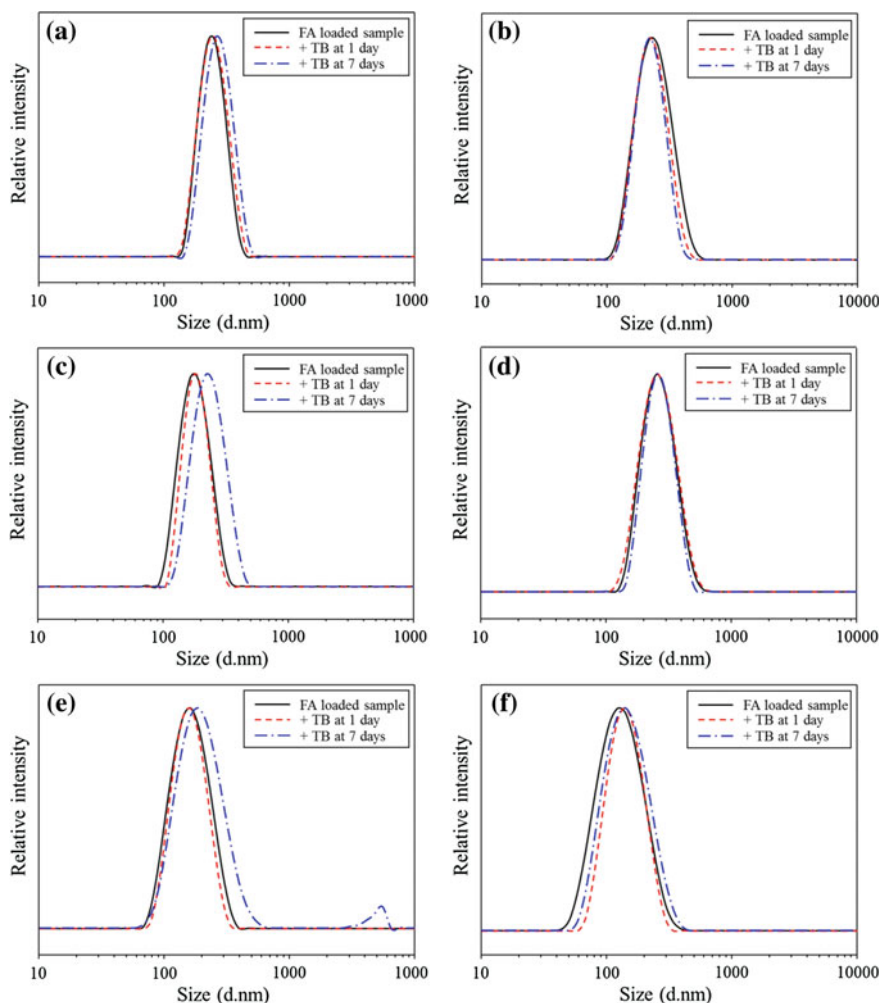 (a)
FA loaded sample
+ TB at 1 day
+ TB at 7 days
Relative intensity
10 100 1000 1000
Size (d.nm)
(b)
FA loaded sample
+ TB at 1 day
+ TB at 7 days
Relative intensity
10 100 1000 10000
Size (d.nm)
(c)
FA loaded sample
+ TB at 1 day
+ TB at 7 days
Relative intensity
10 100 1000 1000
Size (d.nm)
(d)
FA loaded sample
+ TB at 1 day
+ TB at 7 days
Relative intensity
10 100 1000 10000
Size (d.nm)
(e)
FA loaded sample
+ TB at 1 day
+ TB at 7 days
Relative intensity
10 100 1000 1000
Size (d.nm)
(f)
FA loaded sample
+ TB at 1 day
+ TB at 7 days
Relative intensity
10 100 1000 10000
Size (d.nm)